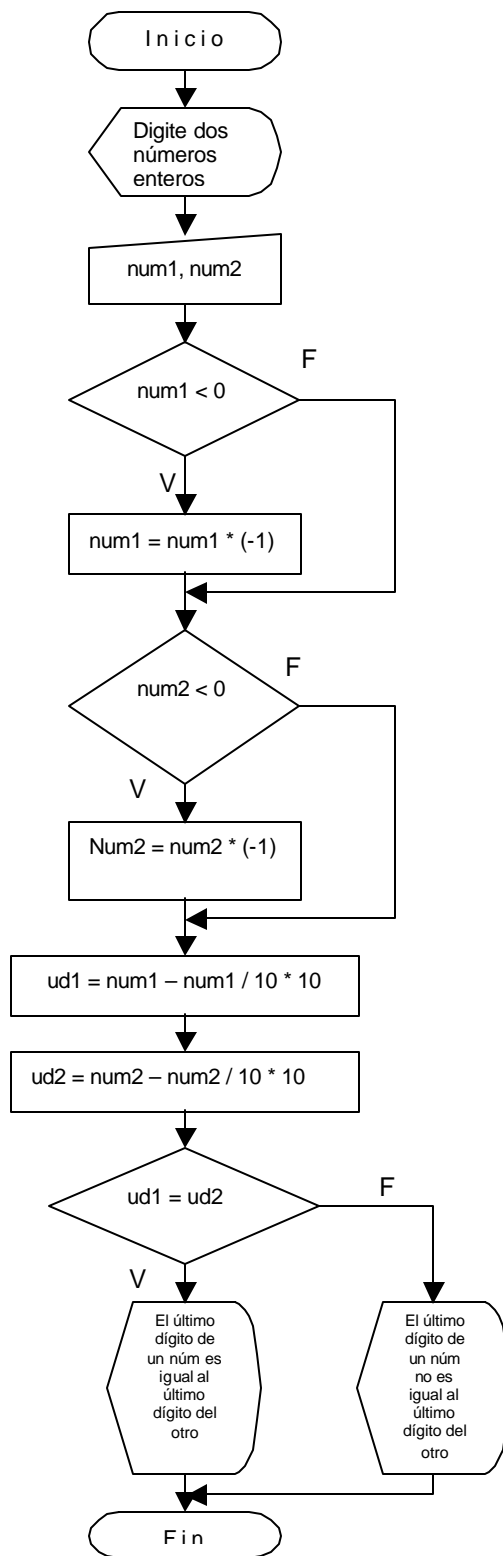 Inicio
Digite dos
números
enteros
num1, num2
F
num1 < 0
V
num1 = num1 * (-1)
F
num2 < 0
V
Num2 = num2 * (-1)
ud1 = num1 – num1 / 10 * 10
ud2 = num2 – num2 / 10 * 10
F
ud1 = ud2
V
El último
dígito de
un núm es
igual al
último
dígito del
otro
El último
dígito de
un núm
no es
igual al
último
dígito del
otro
Fin